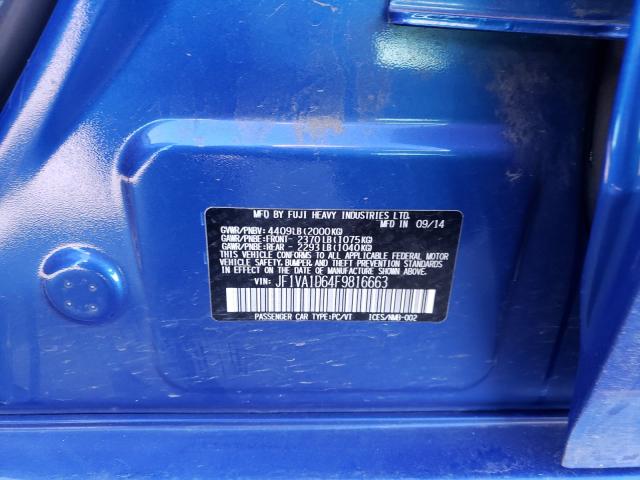 MFD BY FUJI HEAVY INDUSTRIES LTD.
MFD IN 09/14
GVWR/PNBV: 4409LB(2000KG)
GAWR/PNBE:FRONT- 2370LB(1075KG)
GAWR/PNBE:REAR - 2293LB(1040KG)
THIS VEHICLE CONFORMS TO ALL APPLICABLE FEDERAL MOTOR
VEHICLE SAFETY, BUMPER, AND THEFT PREVENTION STANDARDS
IN EFFECT ON THE DATE OF MANUFACTURE SHOWN ABOVE.
VIN: JF1VA1D64F9816663
PASSENGER CAR TYPE:PC/VT ICES/NMB-002